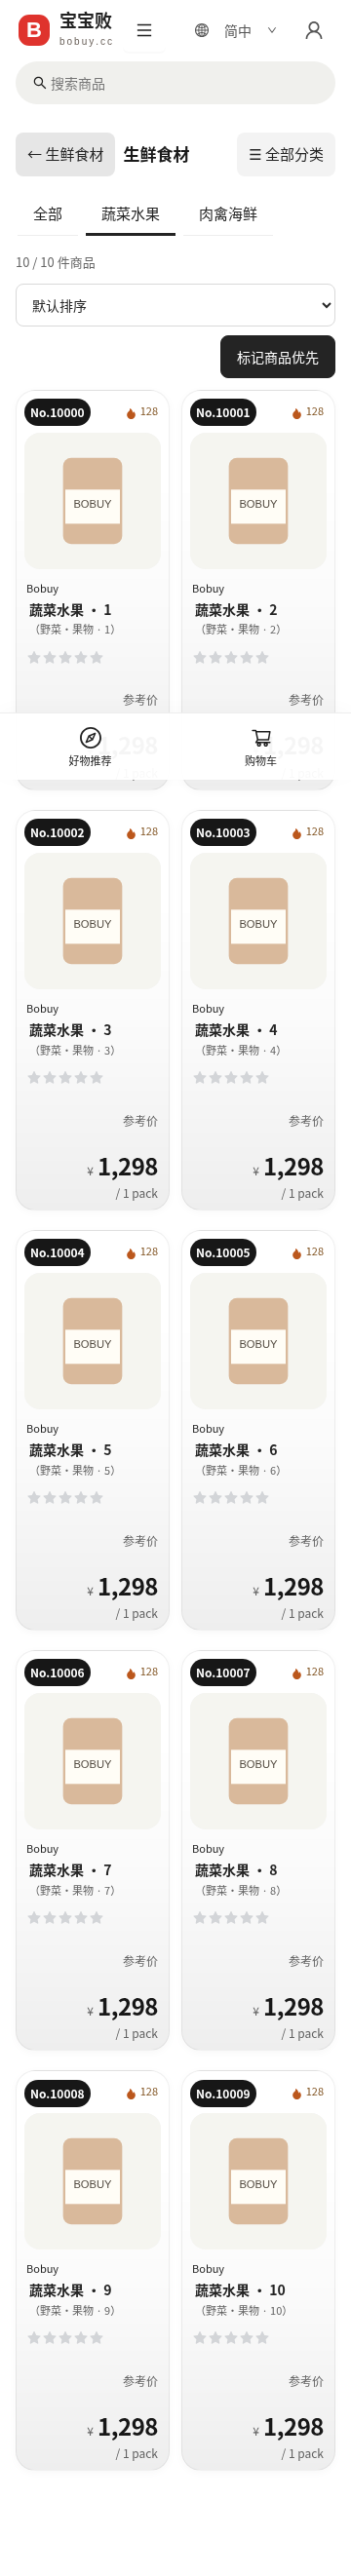 B 宝宝败 简中
bobuy.cc
搜索商品
← 生鲜食材 生鲜食材 ☰ 全部分类
全部 蔬菜水果 肉禽海鲜
10 / 10 件商品
默认排序
标记商品优先
No.10000 128 No.10001 128
BOBUY BOBUY
Bobuy Bobuy
蔬菜水果 · 1 蔬菜水果 · 2
（野菜・果物 · 1） （野菜・果物 · 2）
参考价 参考价
1,298 1,298
好物推荐 购物车
No.10002 128 No.10003 128
BOBUY BOBUY
Bobuy Bobuy
蔬菜水果 · 3 蔬菜水果 · 4
（野菜・果物 · 3） （野菜・果物 · 4）
参考价 参考价
¥ 1,298 ¥ 1,298
/ 1 pack / 1 pack
No.10004 128 No.10005 128
BOBUY BOBUY
Bobuy Bobuy
蔬菜水果 · 5 蔬菜水果 · 6
（野菜・果物 · 5） （野菜・果物 · 6）
参考价 参考价
¥ 1,298 ¥ 1,298
/ 1 pack / 1 pack
No.10006 128 No.10007 128
BOBUY BOBUY
Bobuy Bobuy
蔬菜水果 · 7 蔬菜水果 · 8
（野菜・果物 · 7） （野菜・果物 · 8）
参考价 参考价
¥ 1,298 ¥ 1,298
/ 1 pack / 1 pack
No.10008 128 No.10009 128
BOBUY BOBUY
Bobuy Bobuy
蔬菜水果 · 9 蔬菜水果 · 10
（野菜・果物 · 9） （野菜・果物 · 10）
参考价 参考价
¥ 1,298 ¥ 1,298
/ 1 pack / 1 pack